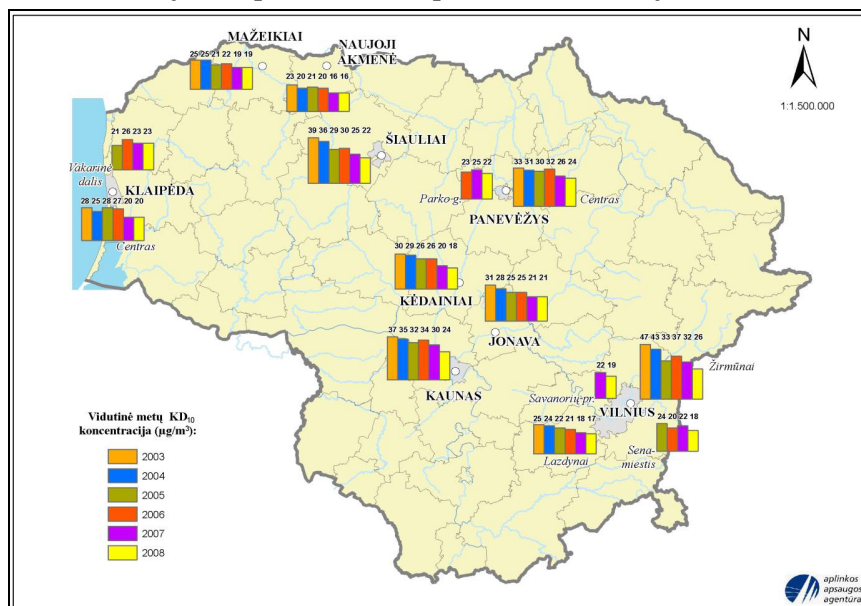 MAŽEIKIAI
25 25 21 22 19 19
NAUJOJI
AKMENĖ
23 20 21 20 16 16
N
1:1.500.000
39 36 29 30 25 22
ŠIAULIAI
21 26 23 23
Vakarinė
dalis
KLAIPĖDA
28 25 28 27 20 20
Centras
23 25 22
Parko g.
33 31 30 32 26 24
Centras
PANEVĖŽYS
30 29 26 26 20 18
KĖDAINIAI
31 28 25 25 21 21
JONAVA
37 35 32 34 30 24
KAUNAS
47 43 33 37 32 26
Žirmūnai
22 19
Savanorių pr.
VILNIUS
25 24 22 21 18 17
Lazdynai
24 20 22 18
Sena-
miestis
Vidutinė metų KD10
koncentracija (µg/m³):
2003
2004
2005
2006
2007
2008
aplinkos
apsaugos
agentūra